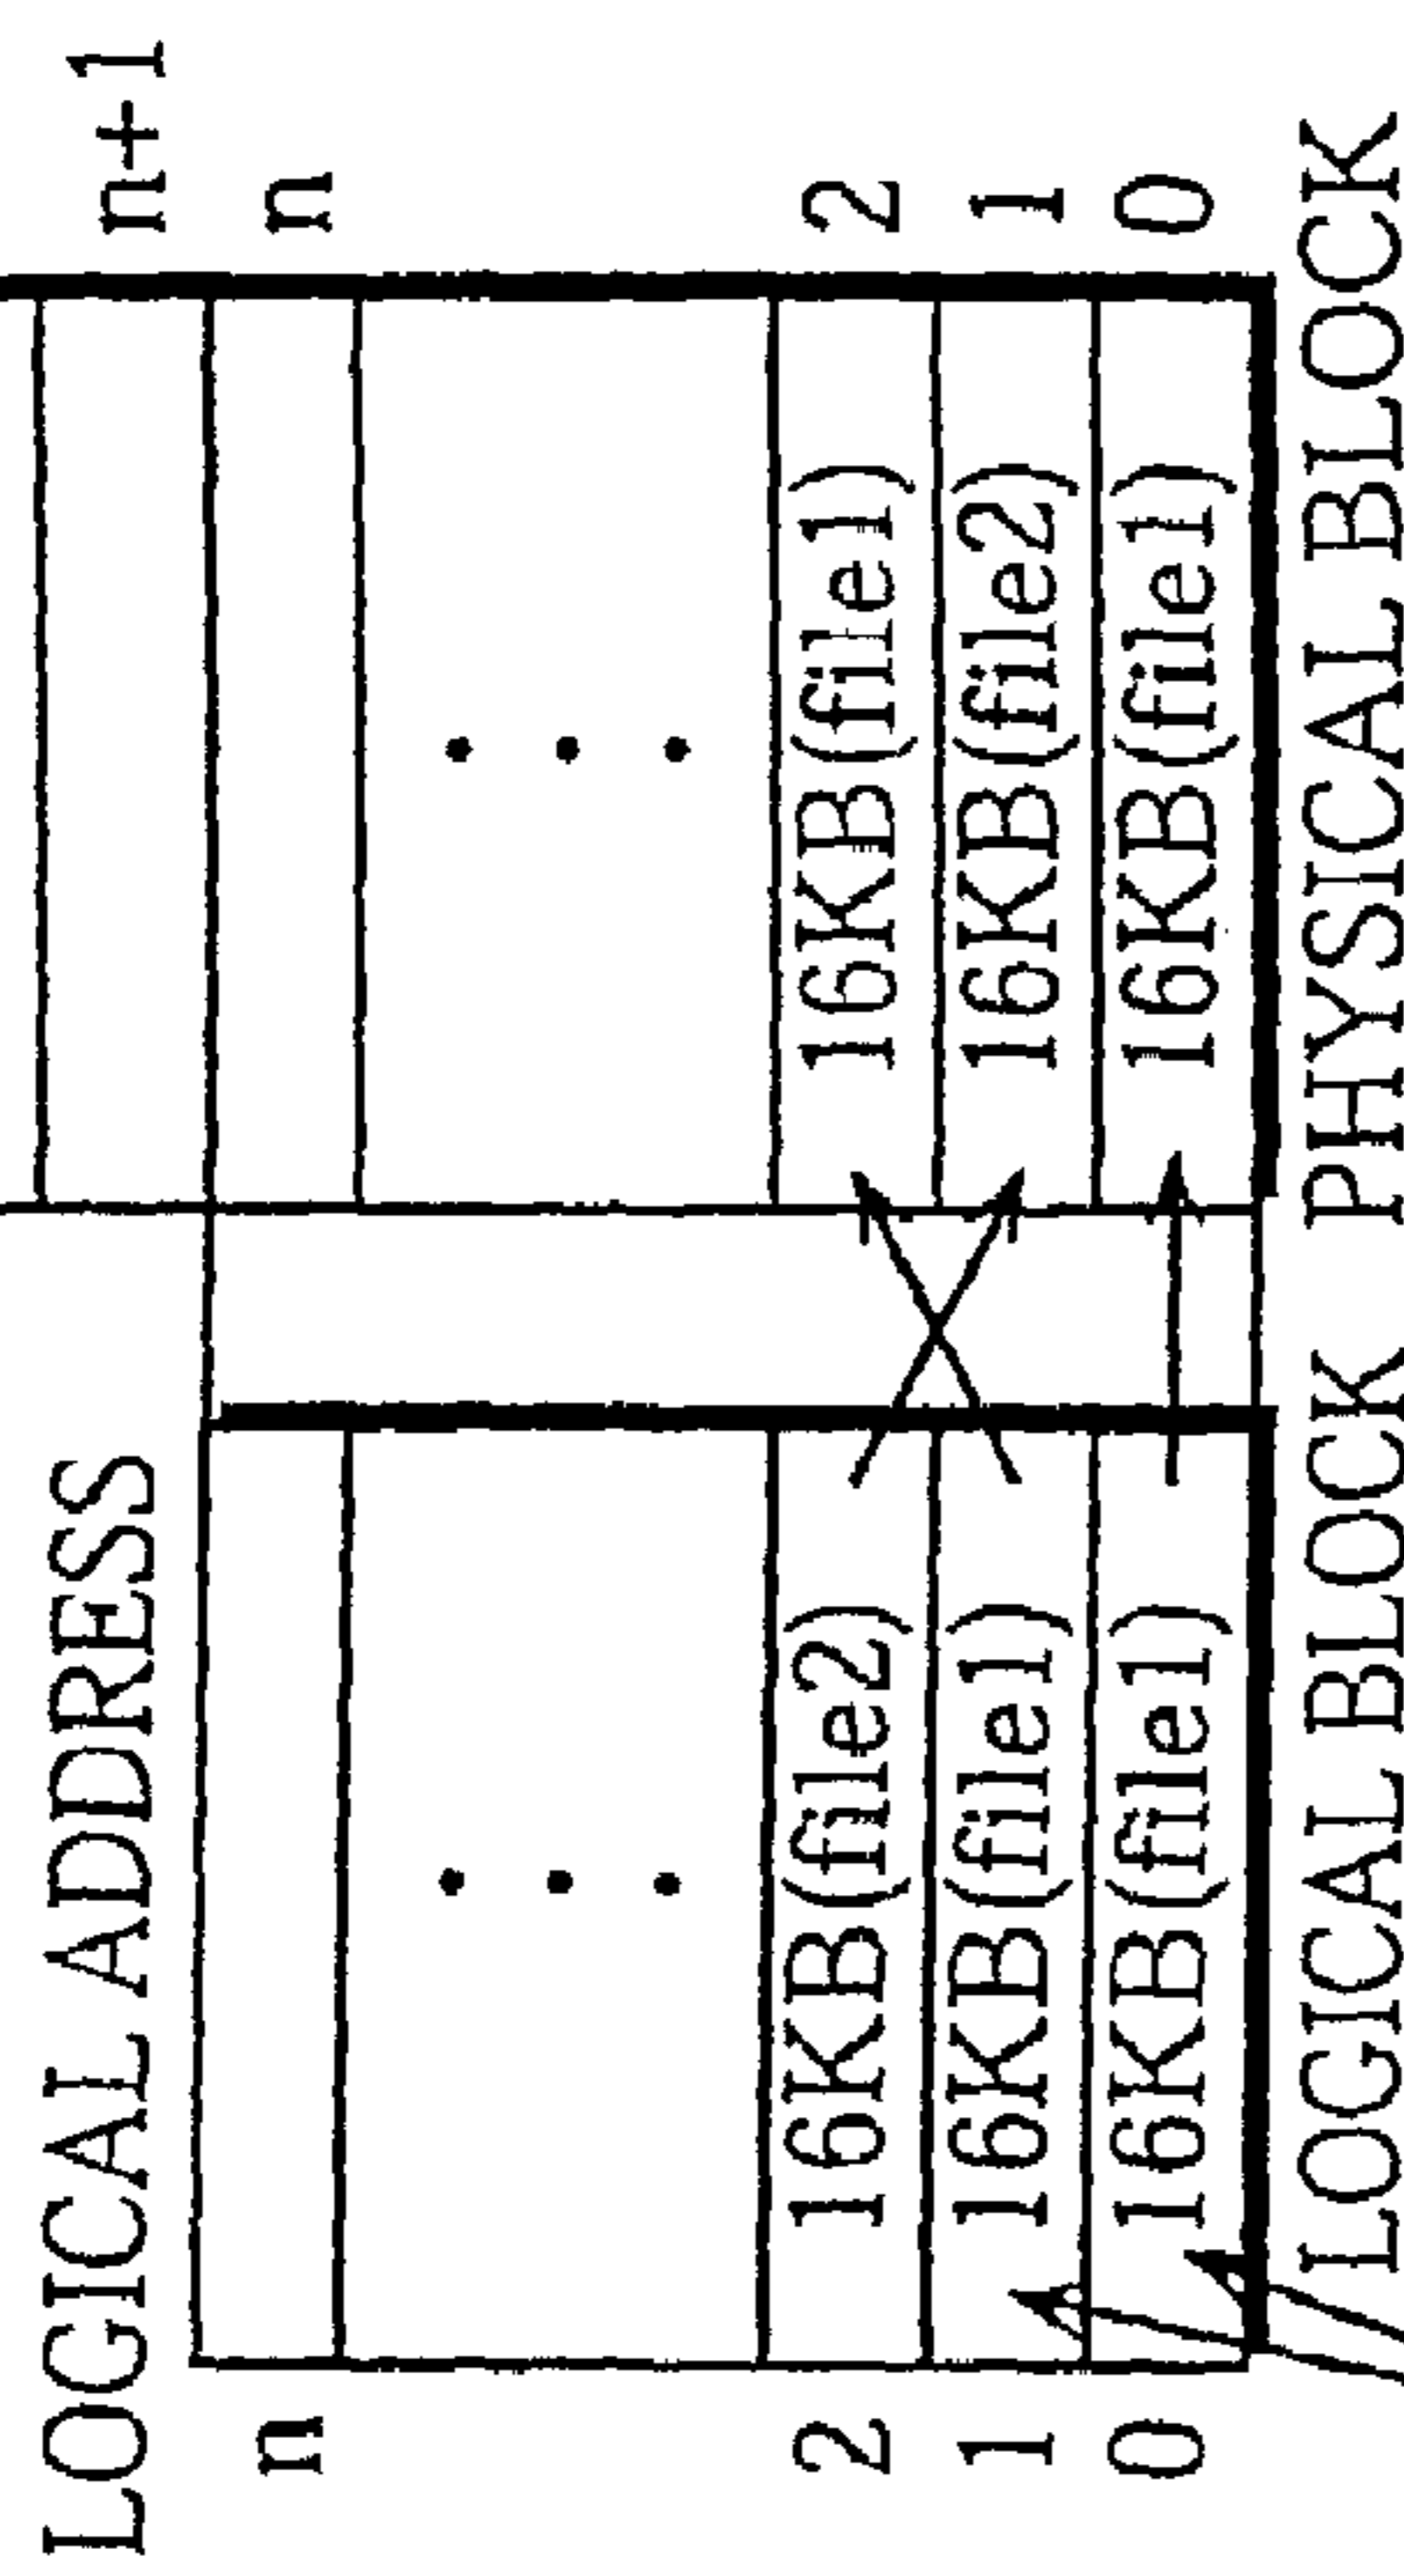 LOGICAL ADDRESS n+1
n n
2 16KB(file2) 16KB(file1) 2
1 16KB(file1) 16KB(file2) 1
0 16KB(file1) 16KB(file1) 0
LOGICAL BLOCK PHYSICAL BLOCK